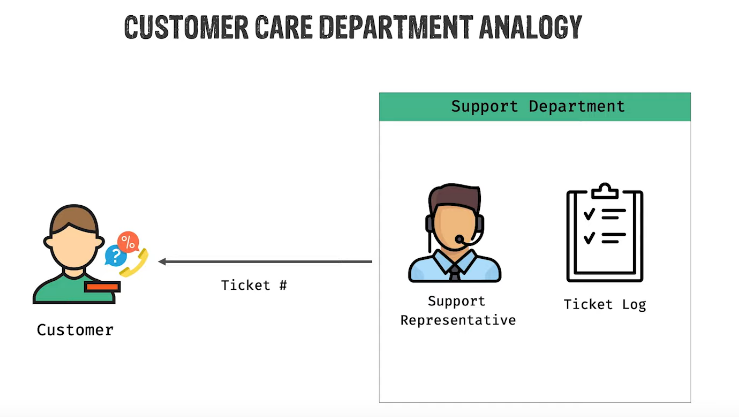 CUSTOMER CARE DEPARTMENT ANALOGY
Support Department
%
?
Ticket #
Customer
Support
Representative
Ticket Log